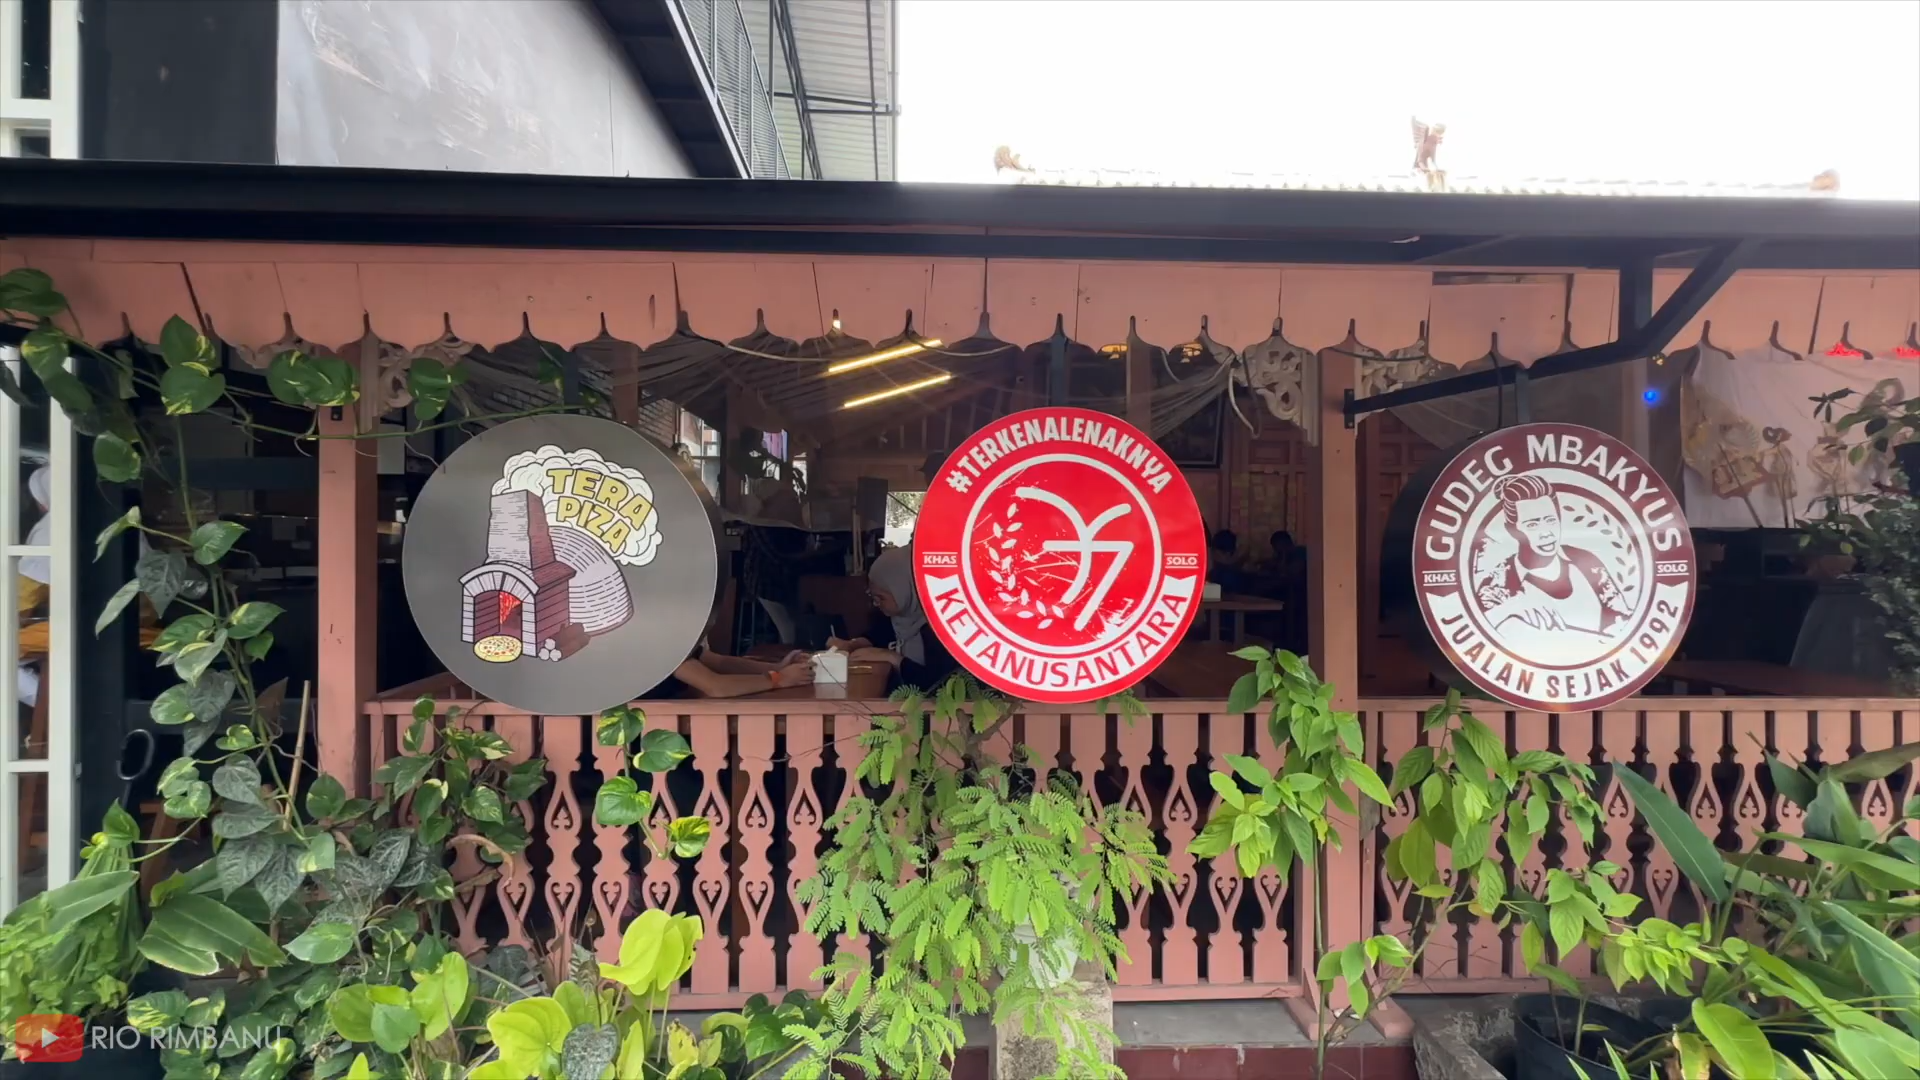 TERA
PIZA
#TERKENALENAKNYA
KHAS
SOLO
KETANUSANTARA
GUDEG MBAKYUS
KHAS
SOLO
JUALAN SEJAK 1992
RIO RIMBANU